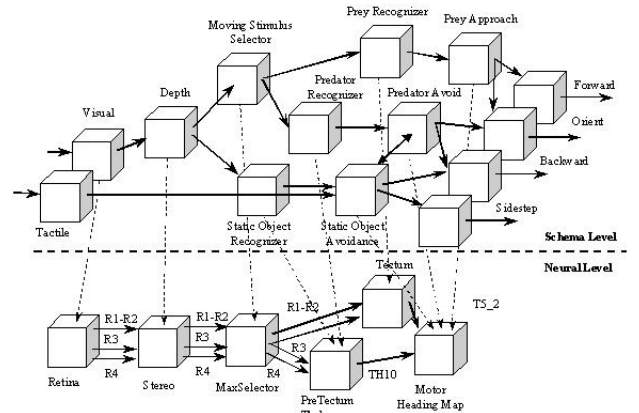 Prey Recognizer
Prey Approach
Moving Stimulus
Selector
Predator
Recognizer
Predator Avoid
Forward
Depth
Visual
Orient
Backward
Sidestep
Tactile
Static Object
Recognizer
Static Object
Avoidance
Schema Level
Neural Level
Tectum
R1-R2
T5_2
R1-R2
R1-R2
R3
R3
R3
R4
R4
R4
TH10
Retina
Stereo
MaxSelector
PreTectum
Motor
Heading Map